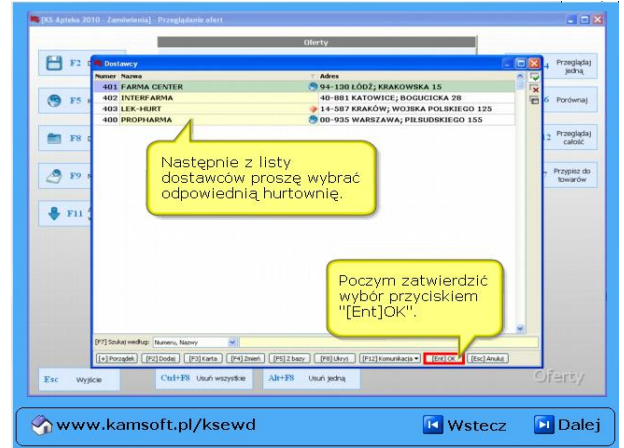 [KS-Apteka 2010 - Zamówienia] - Przeglądanie ofert
Oferty
F2
Dostawcy
Przeglądaj
jedną
Numer Nazwa Adres
401 FARMA CENTER 94-130 ŁÓDŹ; KRAKOWSKA 15
402 INTERFARMA 40-881 KATOWICE; BOGUCICKA 28
403 LEK-HURT 14-587 KRAKÓW; WOJSKA POLSKIEGO 125
400 PROPHARMA 00-935 WARSZAWA; PIŁSUDSKIEGO 155
F5
Porównaj
F8
Przeglądaj
całość
F9
Przypisz do
towarów
F11
Następnie z listy
dostawców proszę wybrać
odpowiednią hurtownię.
Poczym zatwierdzić
wybór przyciskiem
"[Ent]OK".
[F7] Szukaj według: Numeru, Nazwy
[+] Porządek [F2] Dodaj [F3] Karta [F4] Zmień [F5] Z bazy [F8] Ukryj [F12] Komunikacja [Ent] OK [Esc] Anuluj
Esc Wyjście Ctrl+F8 Usuń wszystkie Alt+F8 Usuń jedną Oferty
www.kamsoft.pl/ksewd Wstecz Dalej